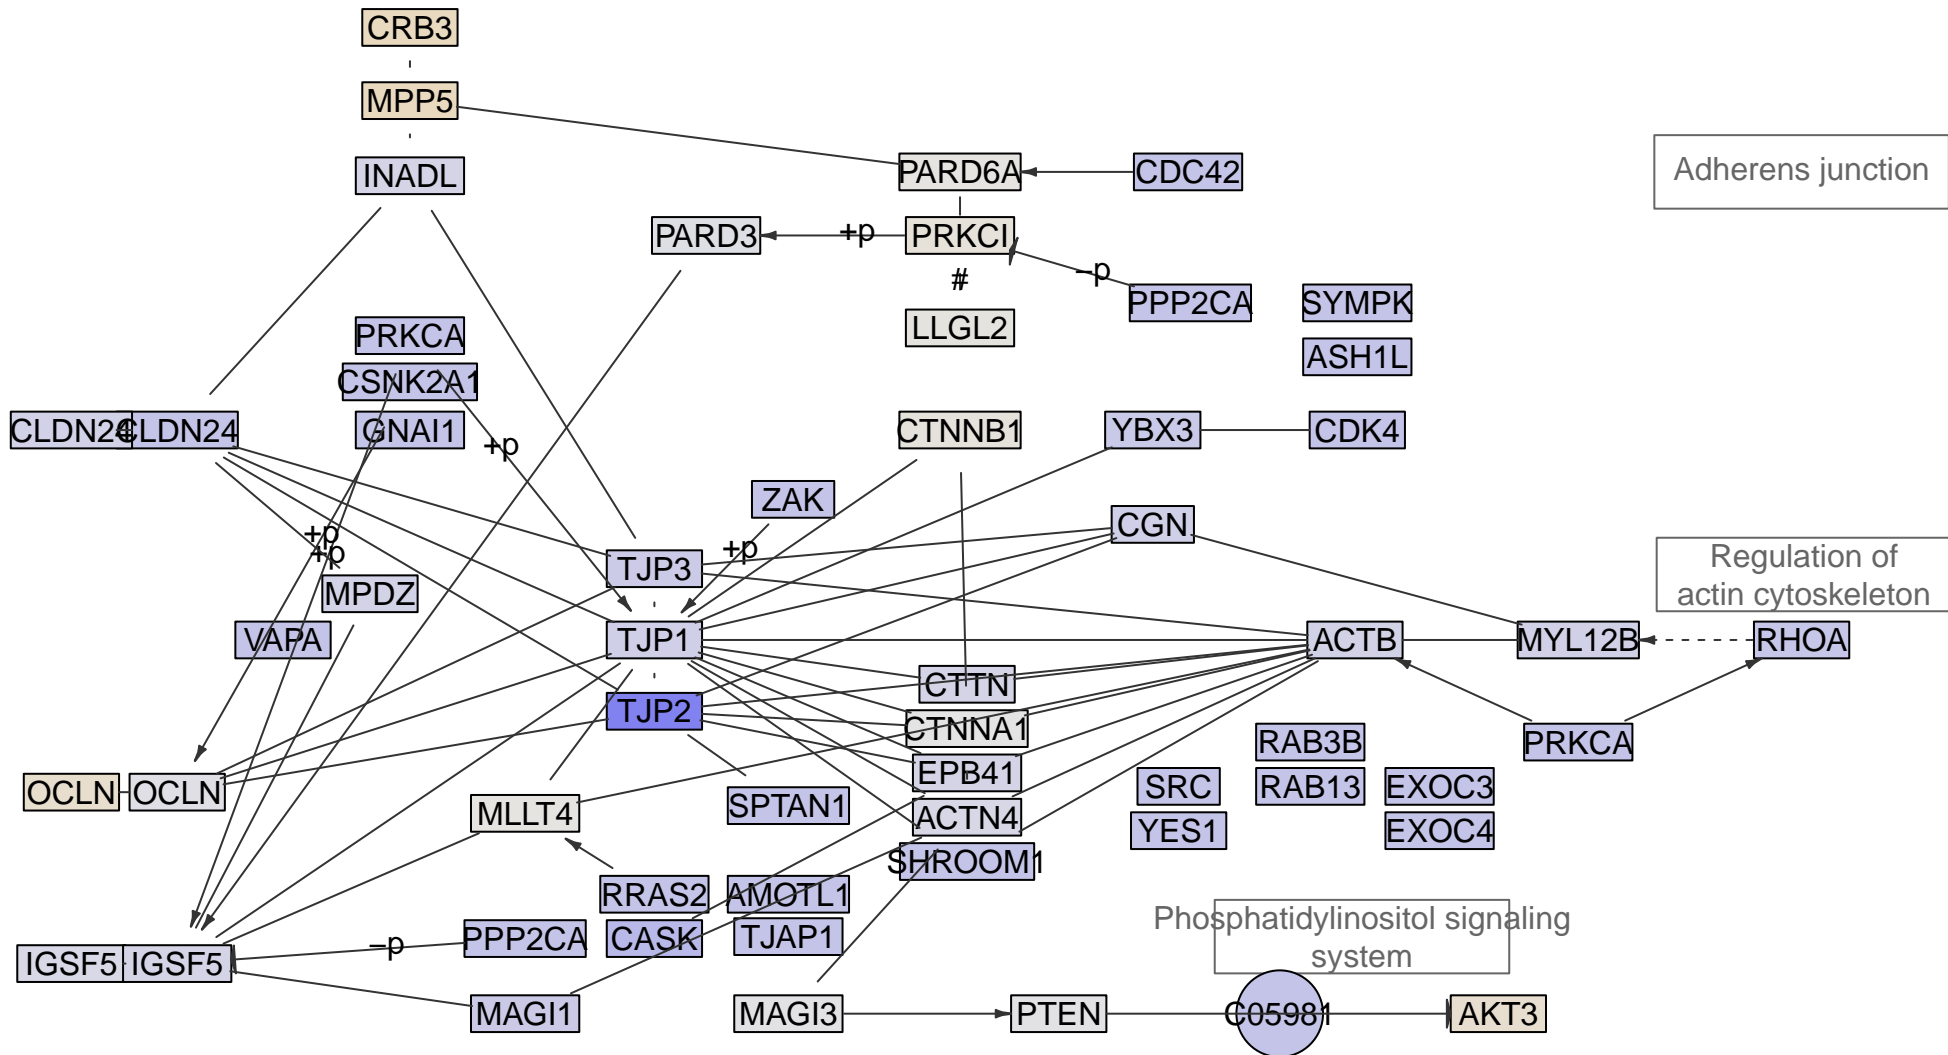 CRB3
MPP5
INADL
PARD6A
CDC42
Adherens junction
PARD3
+p
PRKCI
#
−p
PPP2CA
SYMPK
LLGL2
PRKCA
ASH1L
CSNK2A1
CLDN24
CLDN24
GNAI1
+p
CTNNB1
YBX3
CDK4
ZAK
CGN
+p
+p
+p
TJP3
Regulation of
actin cytoskeleton
MPDZ
VAPA
TJP1
ACTB
MYL12B
RHOA
CTTN
TJP2
CTNNA1
RAB3B
PRKCA
EPB41
OCLN
OCLN
SRC
RAB13
EXOC3
MLLT4
SPTAN1
ACTN4
YES1
EXOC4
SHROOM1
RRAS2
AMOTL1
Phosphatidylinositol signaling
system
PPP2CA
CASK
TJAP1
−p
IGSF5
IGSF5
MAGI1
MAGI3
PTEN
C05981
AKT3